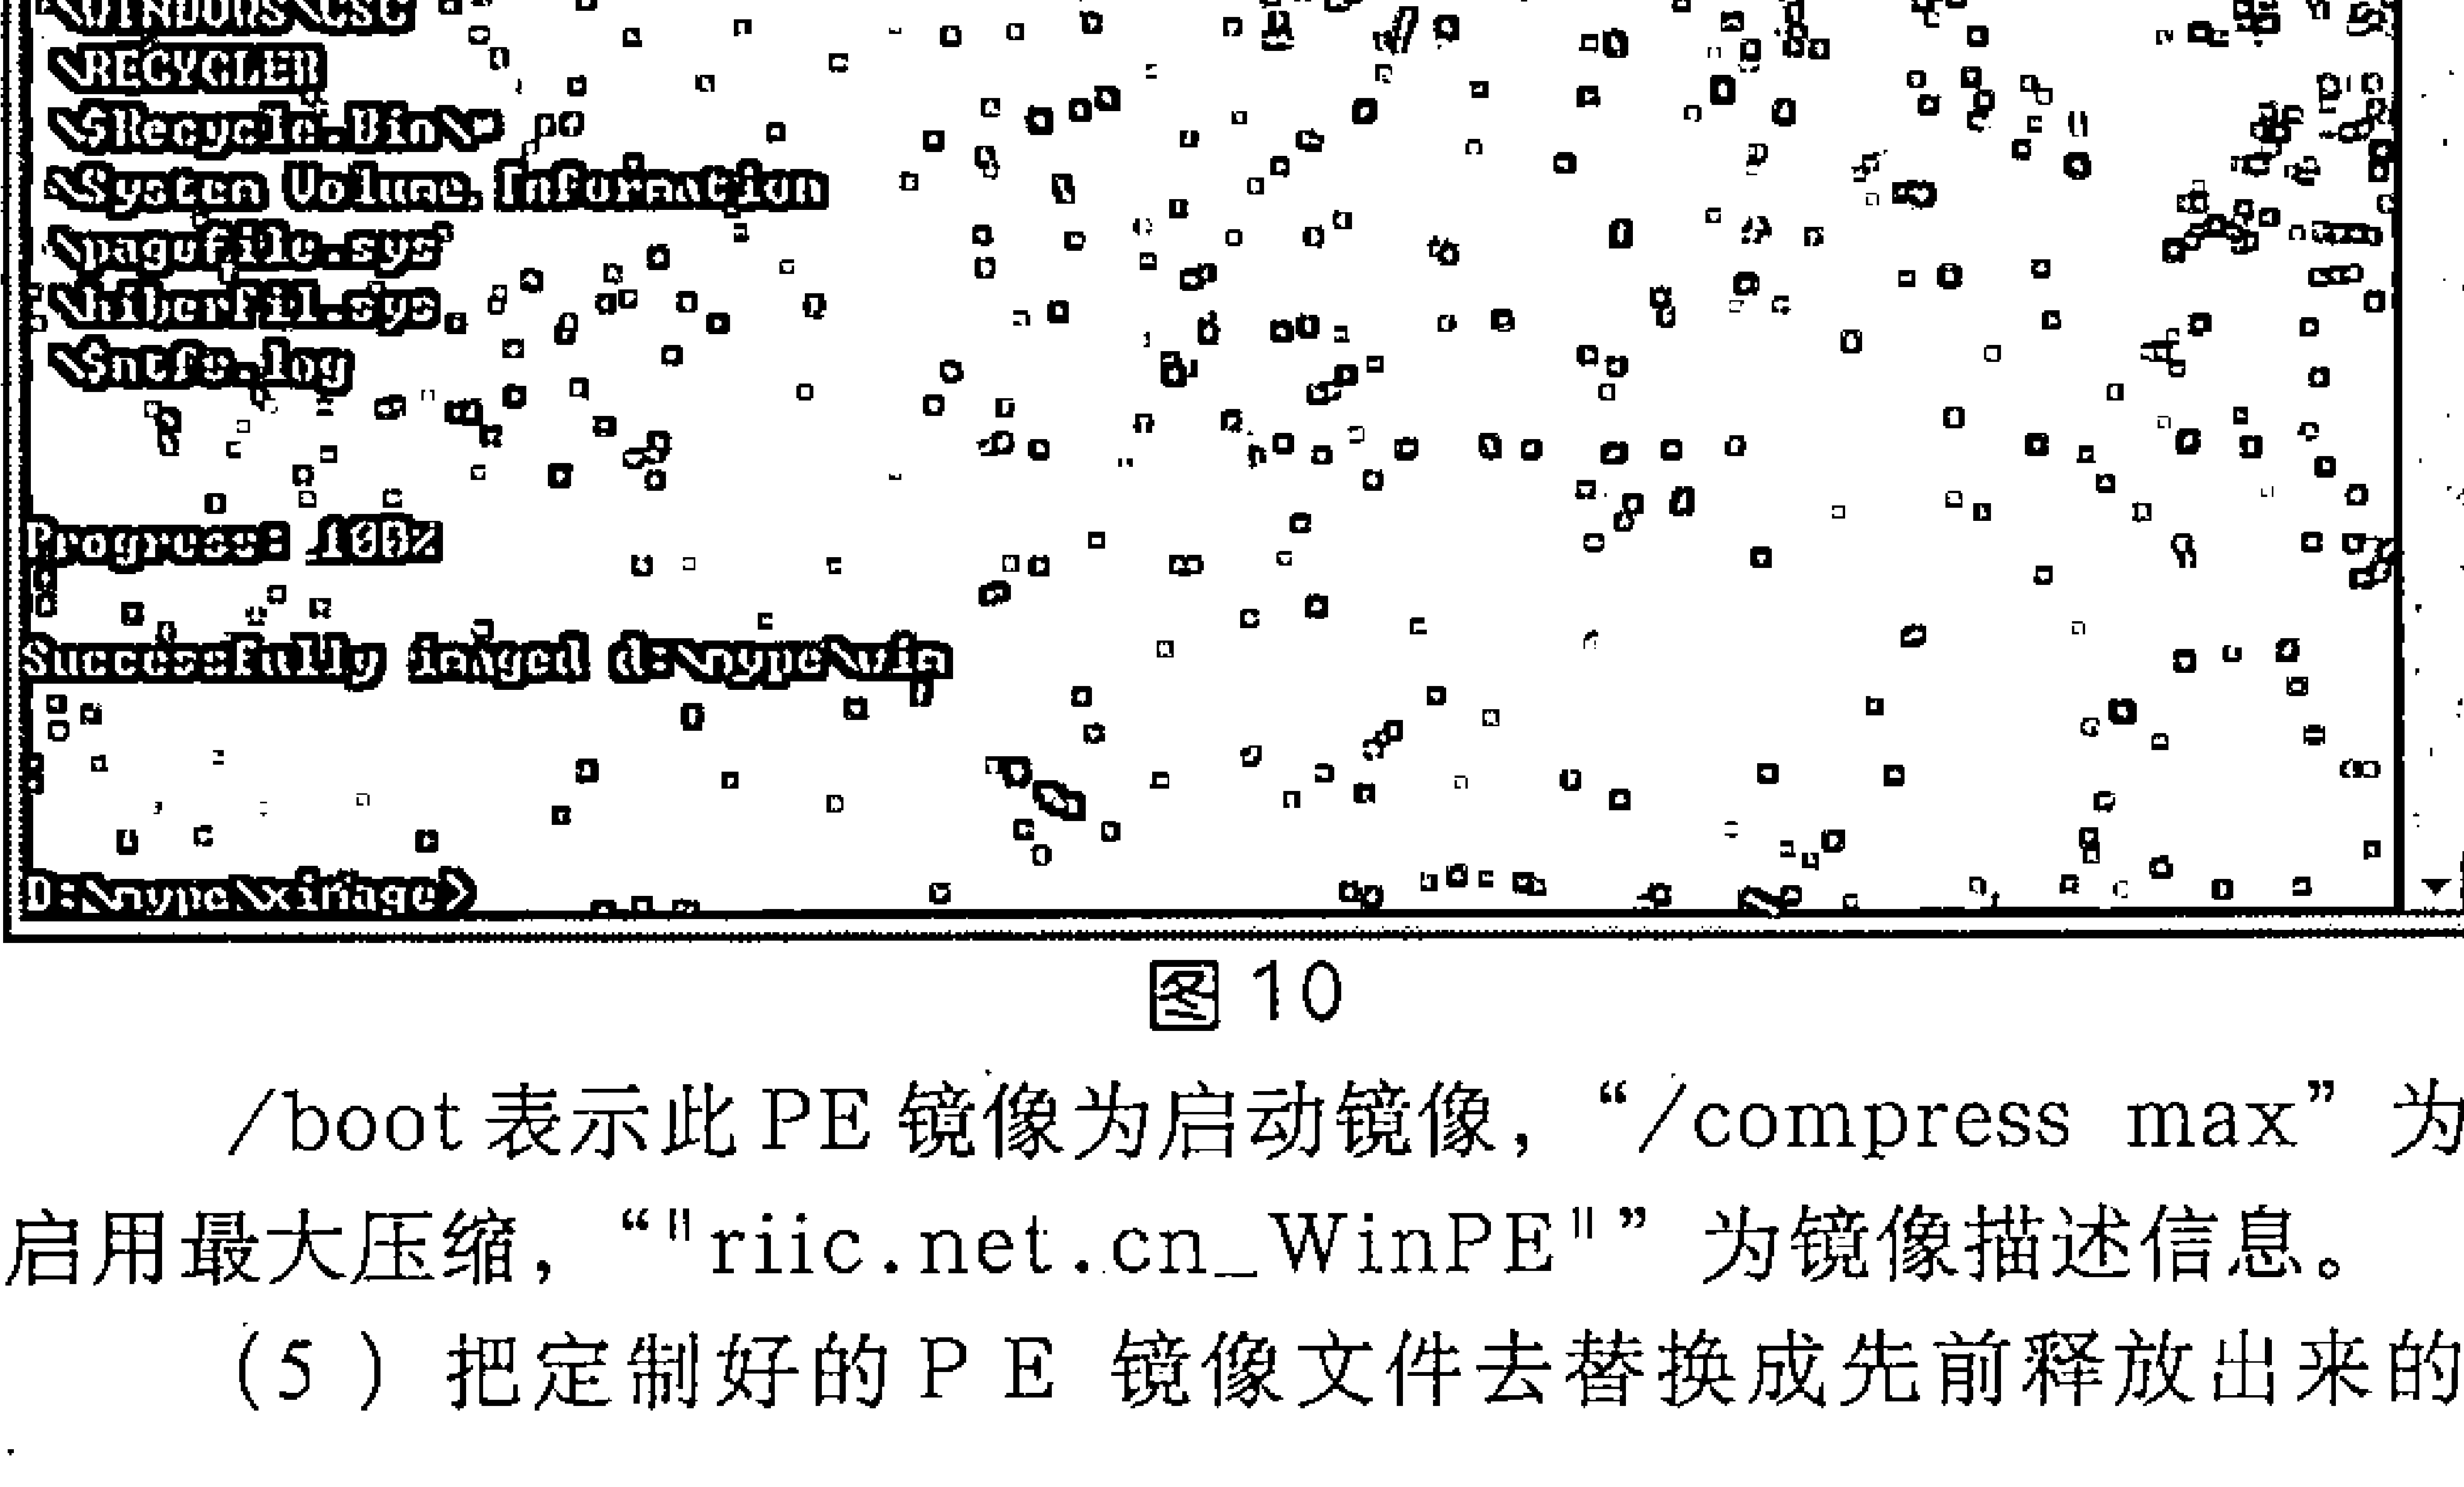 \WINDOWS\CSC
\RECYCLER
\$Recycle.Bin\*
\System Volume Information
\pagefile.sys
\hiberfil.sys
\$ntfs.log
Progress: 100%
Successfully imaged d:\mype\win
D:\mype\ximage>
图 10
/boot 表示此 PE 镜像为启动镜像，“/compress max” 为
启用最大压缩，“"riic.net.cn_WinPE"” 为镜像描述信息。
（5）把定制好的 PE 镜像文件去替换成先前释放出来的